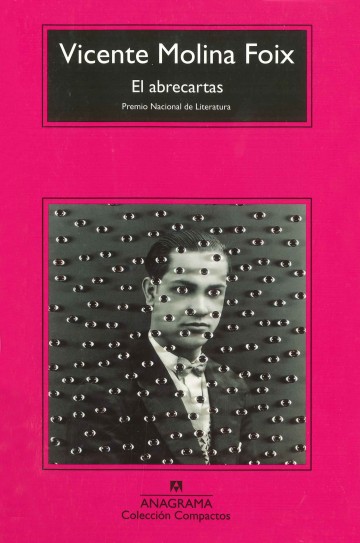 Vicente Molina Foix
El abrecartas
Premio Nacional de Literatura
ANAGRAMA
Colección Compactos